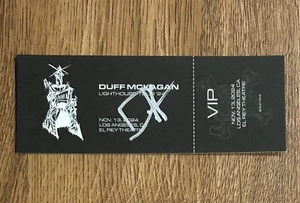 DUFF MCKAGAN
LIGHTHOUSE TOUR '24
NOV. 13, 2024
LOS ANGELES, CA
EL REY THEATRE
VIP
NOV. 13, 2024
LOS ANGELES, CA
EL REY THEATRE